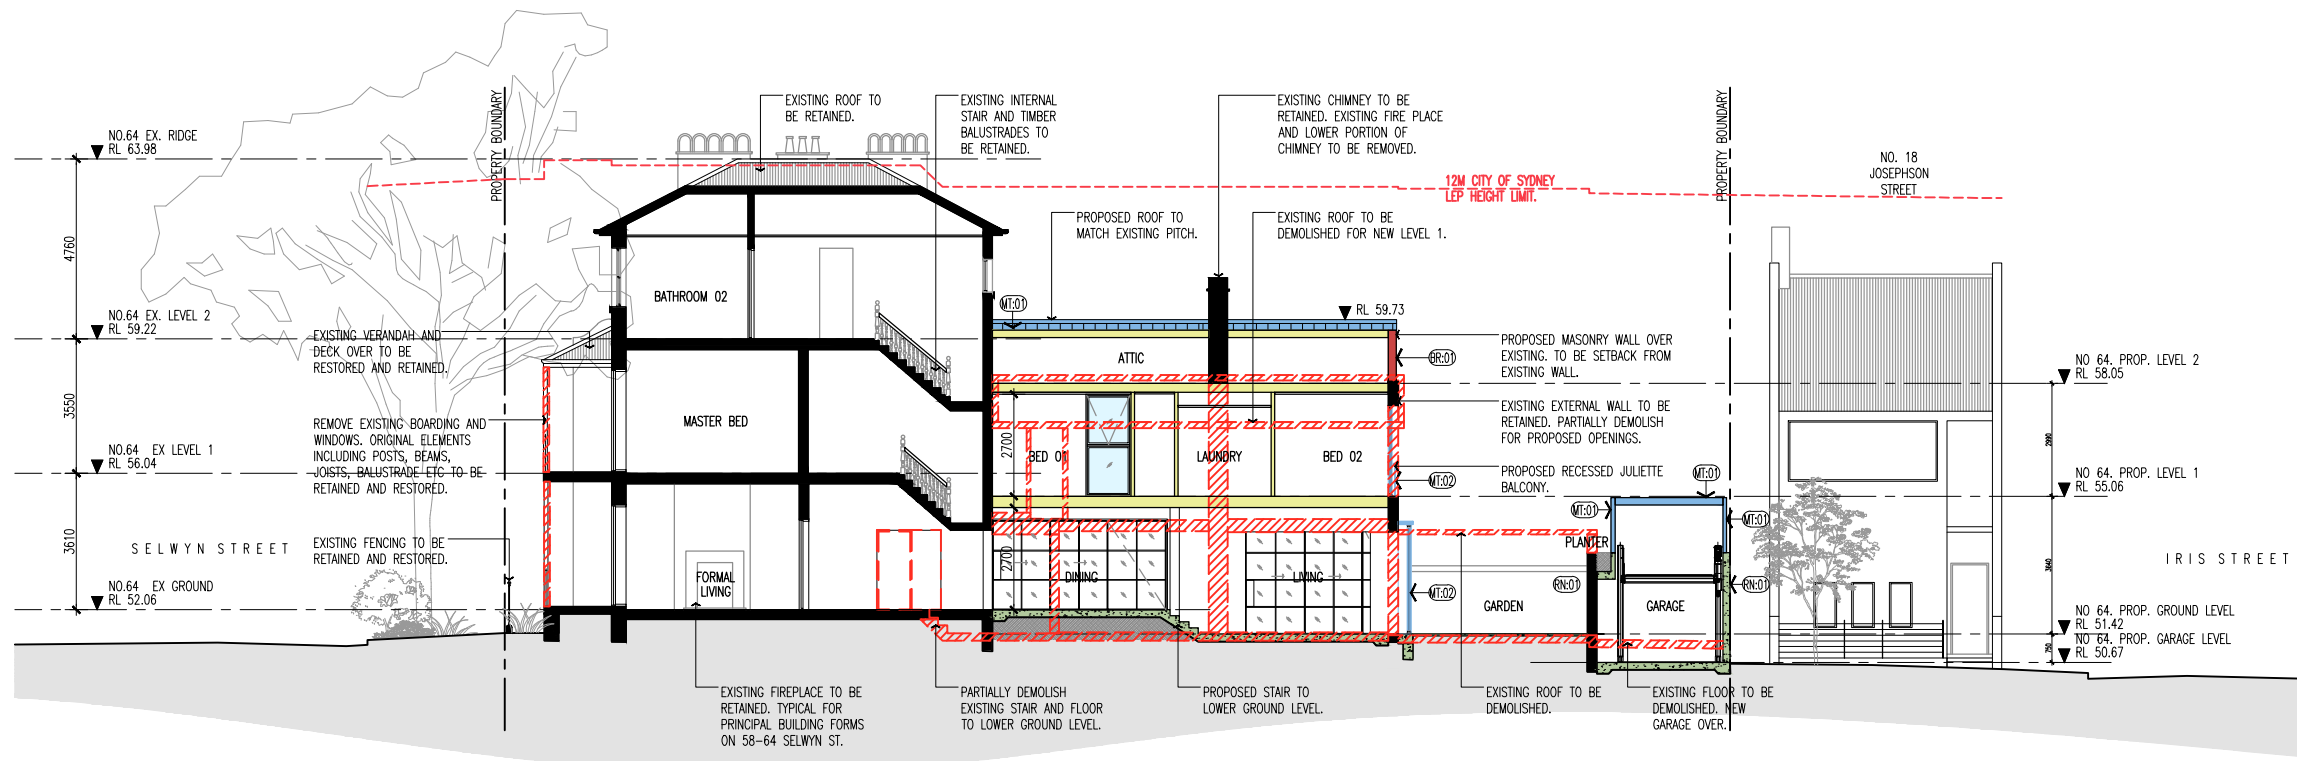 EXISTING ROOF TO
BE RETAINED.
EXISTING INTERNAL
STAIR AND TIMBER
BALUSTRADES TO
BE RETAINED.
EXISTING CHIMNEY TO BE
RETAINED. EXISTING FIRE PLACE
AND LOWER PORTION OF
CHIMNEY TO BE REMOVED.
PROPERTY BOUNDARY
PROPERTY BOUNDARY
NO.64 EX. RIDGE
RL 63.98
NO. 18
JOSEPHSON
STREET
12M CITY OF SYDNEY
LEP HEIGHT LIMIT.
PROPOSED ROOF TO
MATCH EXISTING PITCH.
EXISTING ROOF TO BE
DEMOLISHED FOR NEW LEVEL 1.
4760
BATHROOM 02
MT:01
RL 59.73
NO.64 EX. LEVEL 2
RL 59.22
EXISTING VERANDAH AND
DECK OVER TO BE
RESTORED AND RETAINED.
ATTIC
BR:01
PROPOSED MASONRY WALL OVER
EXISTING. TO BE SETBACK FROM
EXISTING WALL.
NO 64. PROP. LEVEL 2
RL 58.05
3550
REMOVE EXISTING BOARDING AND
WINDOWS. ORIGINAL ELEMENTS
INCLUDING POSTS, BEAMS,
JOISTS, BALUSTRADE ETC TO BE
RETAINED AND RESTORED.
MASTER BED
2700
BED 01
LAUNDRY
BED 02
EXISTING EXTERNAL WALL TO BE
RETAINED. PARTIALLY DEMOLISH
FOR PROPOSED OPENINGS.
2990
NO.64 EX LEVEL 1
RL 56.04
PROPOSED RECESSED JULIETTE
BALCONY.
MT:02
MT:01
NO 64. PROP. LEVEL 1
RL 55.06
MT:01
MT:01
3610
SELWYN STREET
EXISTING FENCING TO BE
RETAINED AND RESTORED.
PLANTER
IRIS STREET
2700
3640
FORMAL
LIVING
DINING
LIVING
MT:02
RN:01
RN:01
NO.64 EX GROUND
RL 52.06
GARDEN
GARAGE
NO 64. PROP. GROUND LEVEL
RL 51.42
NO 64. PROP. GARAGE LEVEL
RL 50.67
750
EXISTING FIREPLACE TO BE
RETAINED. TYPICAL FOR
PRINCIPAL BUILDING FORMS
ON 58-64 SELWYN ST.
PARTIALLY DEMOLISH
EXISTING STAIR AND FLOOR
TO LOWER GROUND LEVEL.
PROPOSED STAIR TO
LOWER GROUND LEVEL.
EXISTING ROOF TO BE
DEMOLISHED.
EXISTING FLOOR TO BE
DEMOLISHED. NEW
GARAGE OVER.